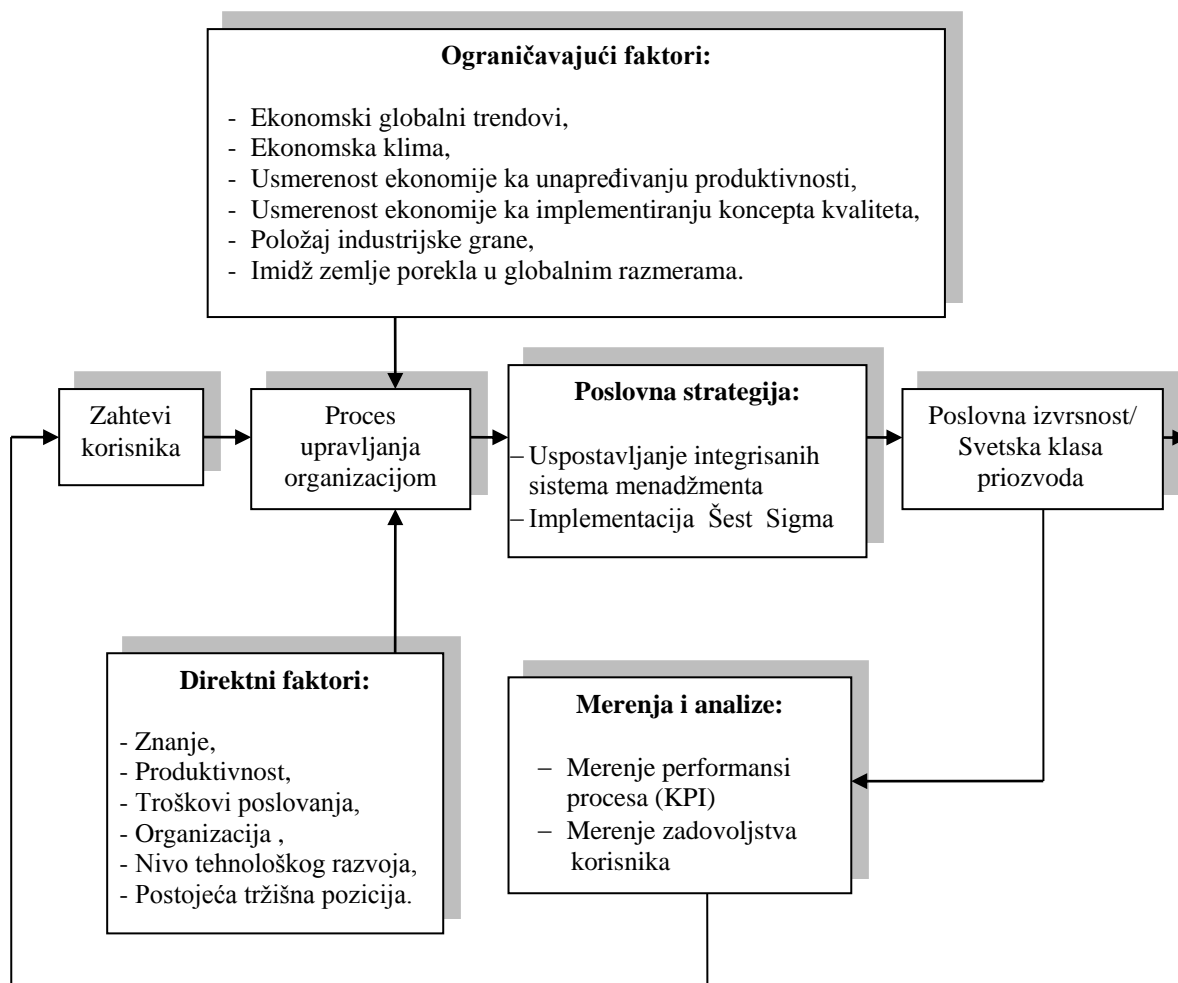 Ograničavajući faktori:
- Ekonomski globalni trendovi,
- Ekonomska klima,
- Usmerenost ekonomije ka unapređivanju produktivnosti,
- Usmerenost ekonomije ka implementiranju koncepta kvaliteta,
- Položaj industrijske grane,
- Imidž zemlje porekla u globalnim razmerama.
Zahtevi
korisnika
Proces
upravljanja
organizacijom
Poslovna strategija:
– Uspostavljanje integrisanih
sistema menadžmenta
– Implementacija Šest Sigma
Poslovna izvrsnost/
Svetska klasa
priozvoda
Direktni faktori:
- Znanje,
- Produktivnost,
- Troškovi poslovanja,
- Organizacija ,
- Nivo tehnološkog razvoja,
- Postojeća tržišna pozicija.
Merenja i analize:
– Merenje performansi
procesa (KPI)
– Merenje zadovoljstva
korisnika